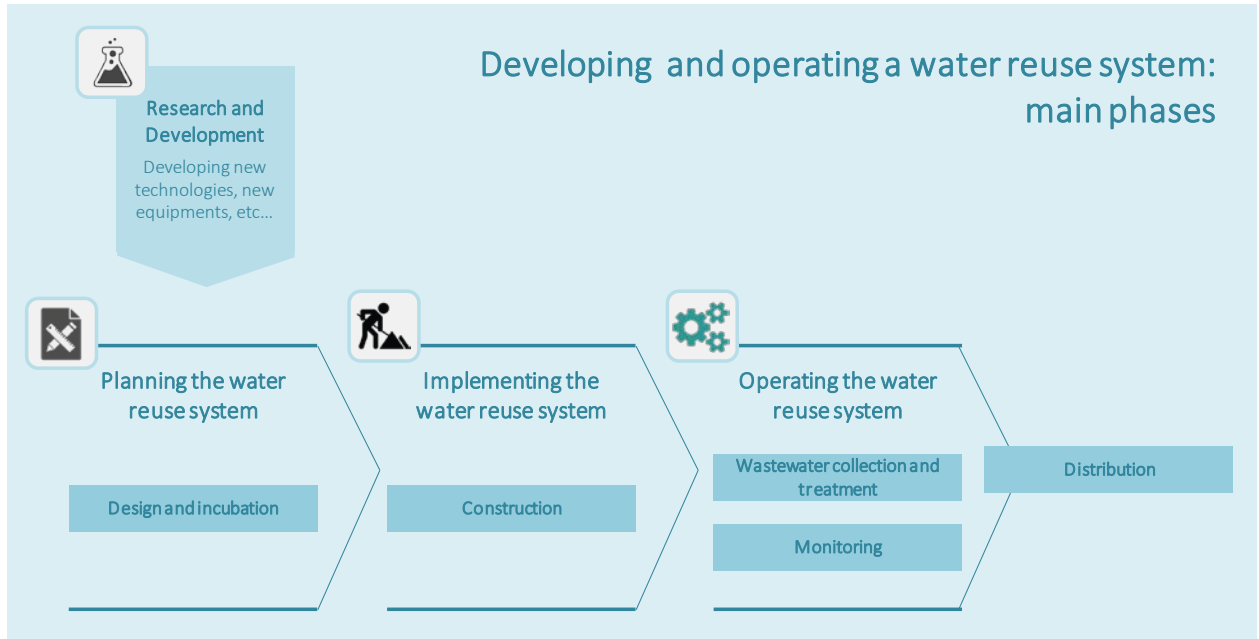 Developing and operating a water reuse system:
main phases
Research and
Development
Developing new
technologies, new
equipments, etc...
Planning the water
reuse system
Design and incubation
Implementing the
water reuse system
Construction
Operating the water
reuse system
Wastewater collection and
treatment
Monitoring
Distribution